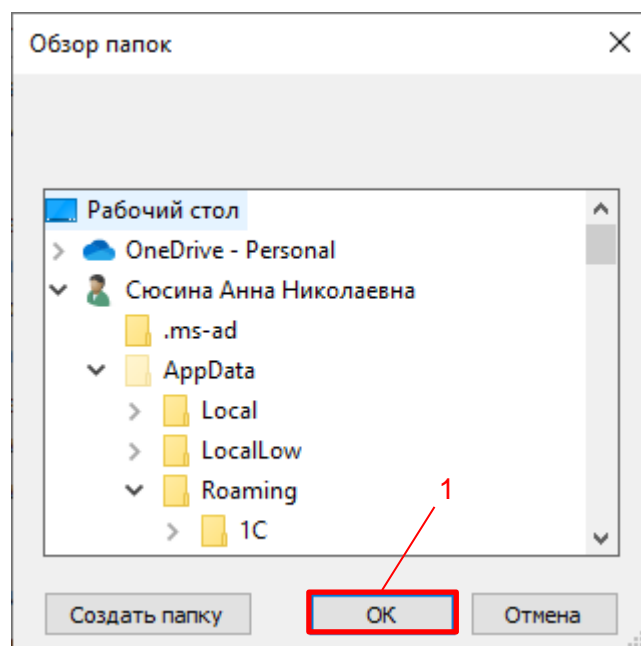 Обзор папок
Рабочий стол
OneDrive - Personal
Сюсина Анна Николаевна
.ms-ad
AppData
Local
LocalLow
Roaming
1C
1
Создать папку
OK
Отмена